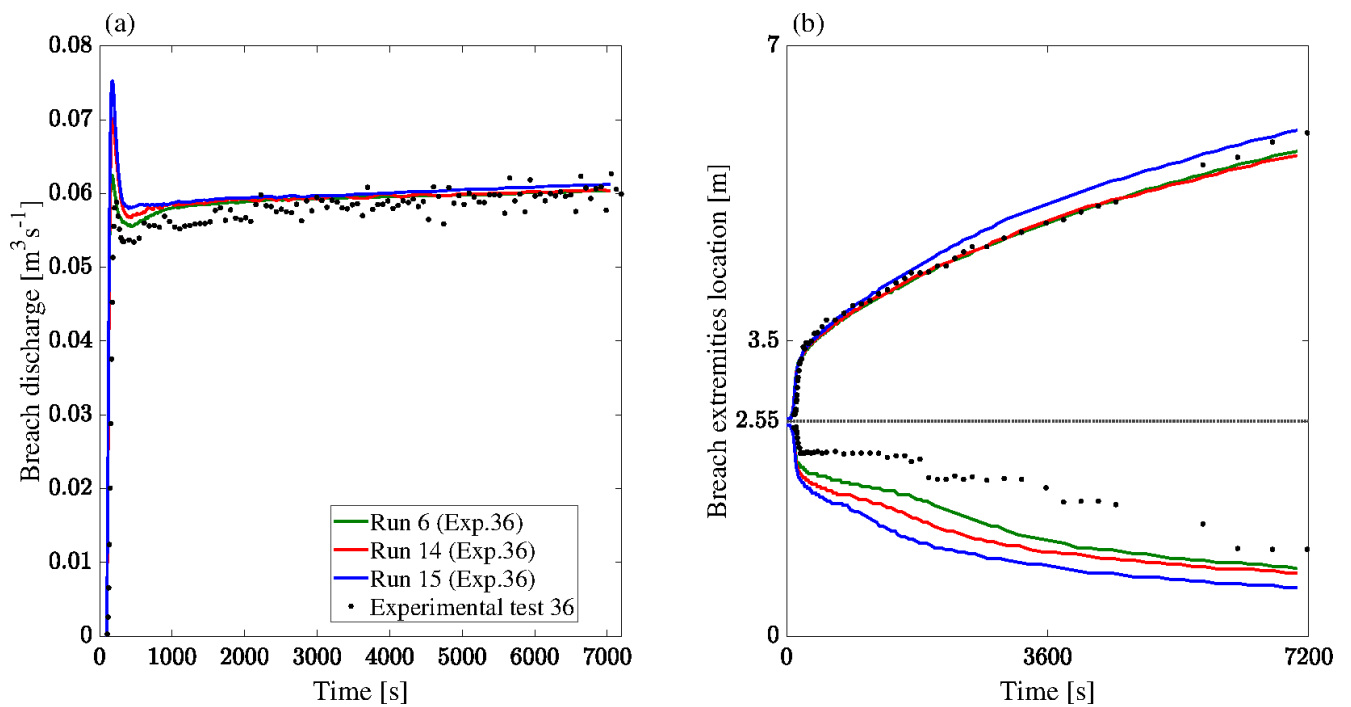 (a)
0.08
0.07
0.06
0.05
0.04
0.03
0.02
0.01
0
Breach discharge [m³s⁻¹]
Run 6 (Exp.36)
Run 14 (Exp.36)
Run 15 (Exp.36)
Experimental test 36
0 1000 2000 3000 4000 5000 6000 7000
Time [s]
(b)
7
3.5
2.55
0
Breach extremities location [m]
0 3600 7200
Time [s]